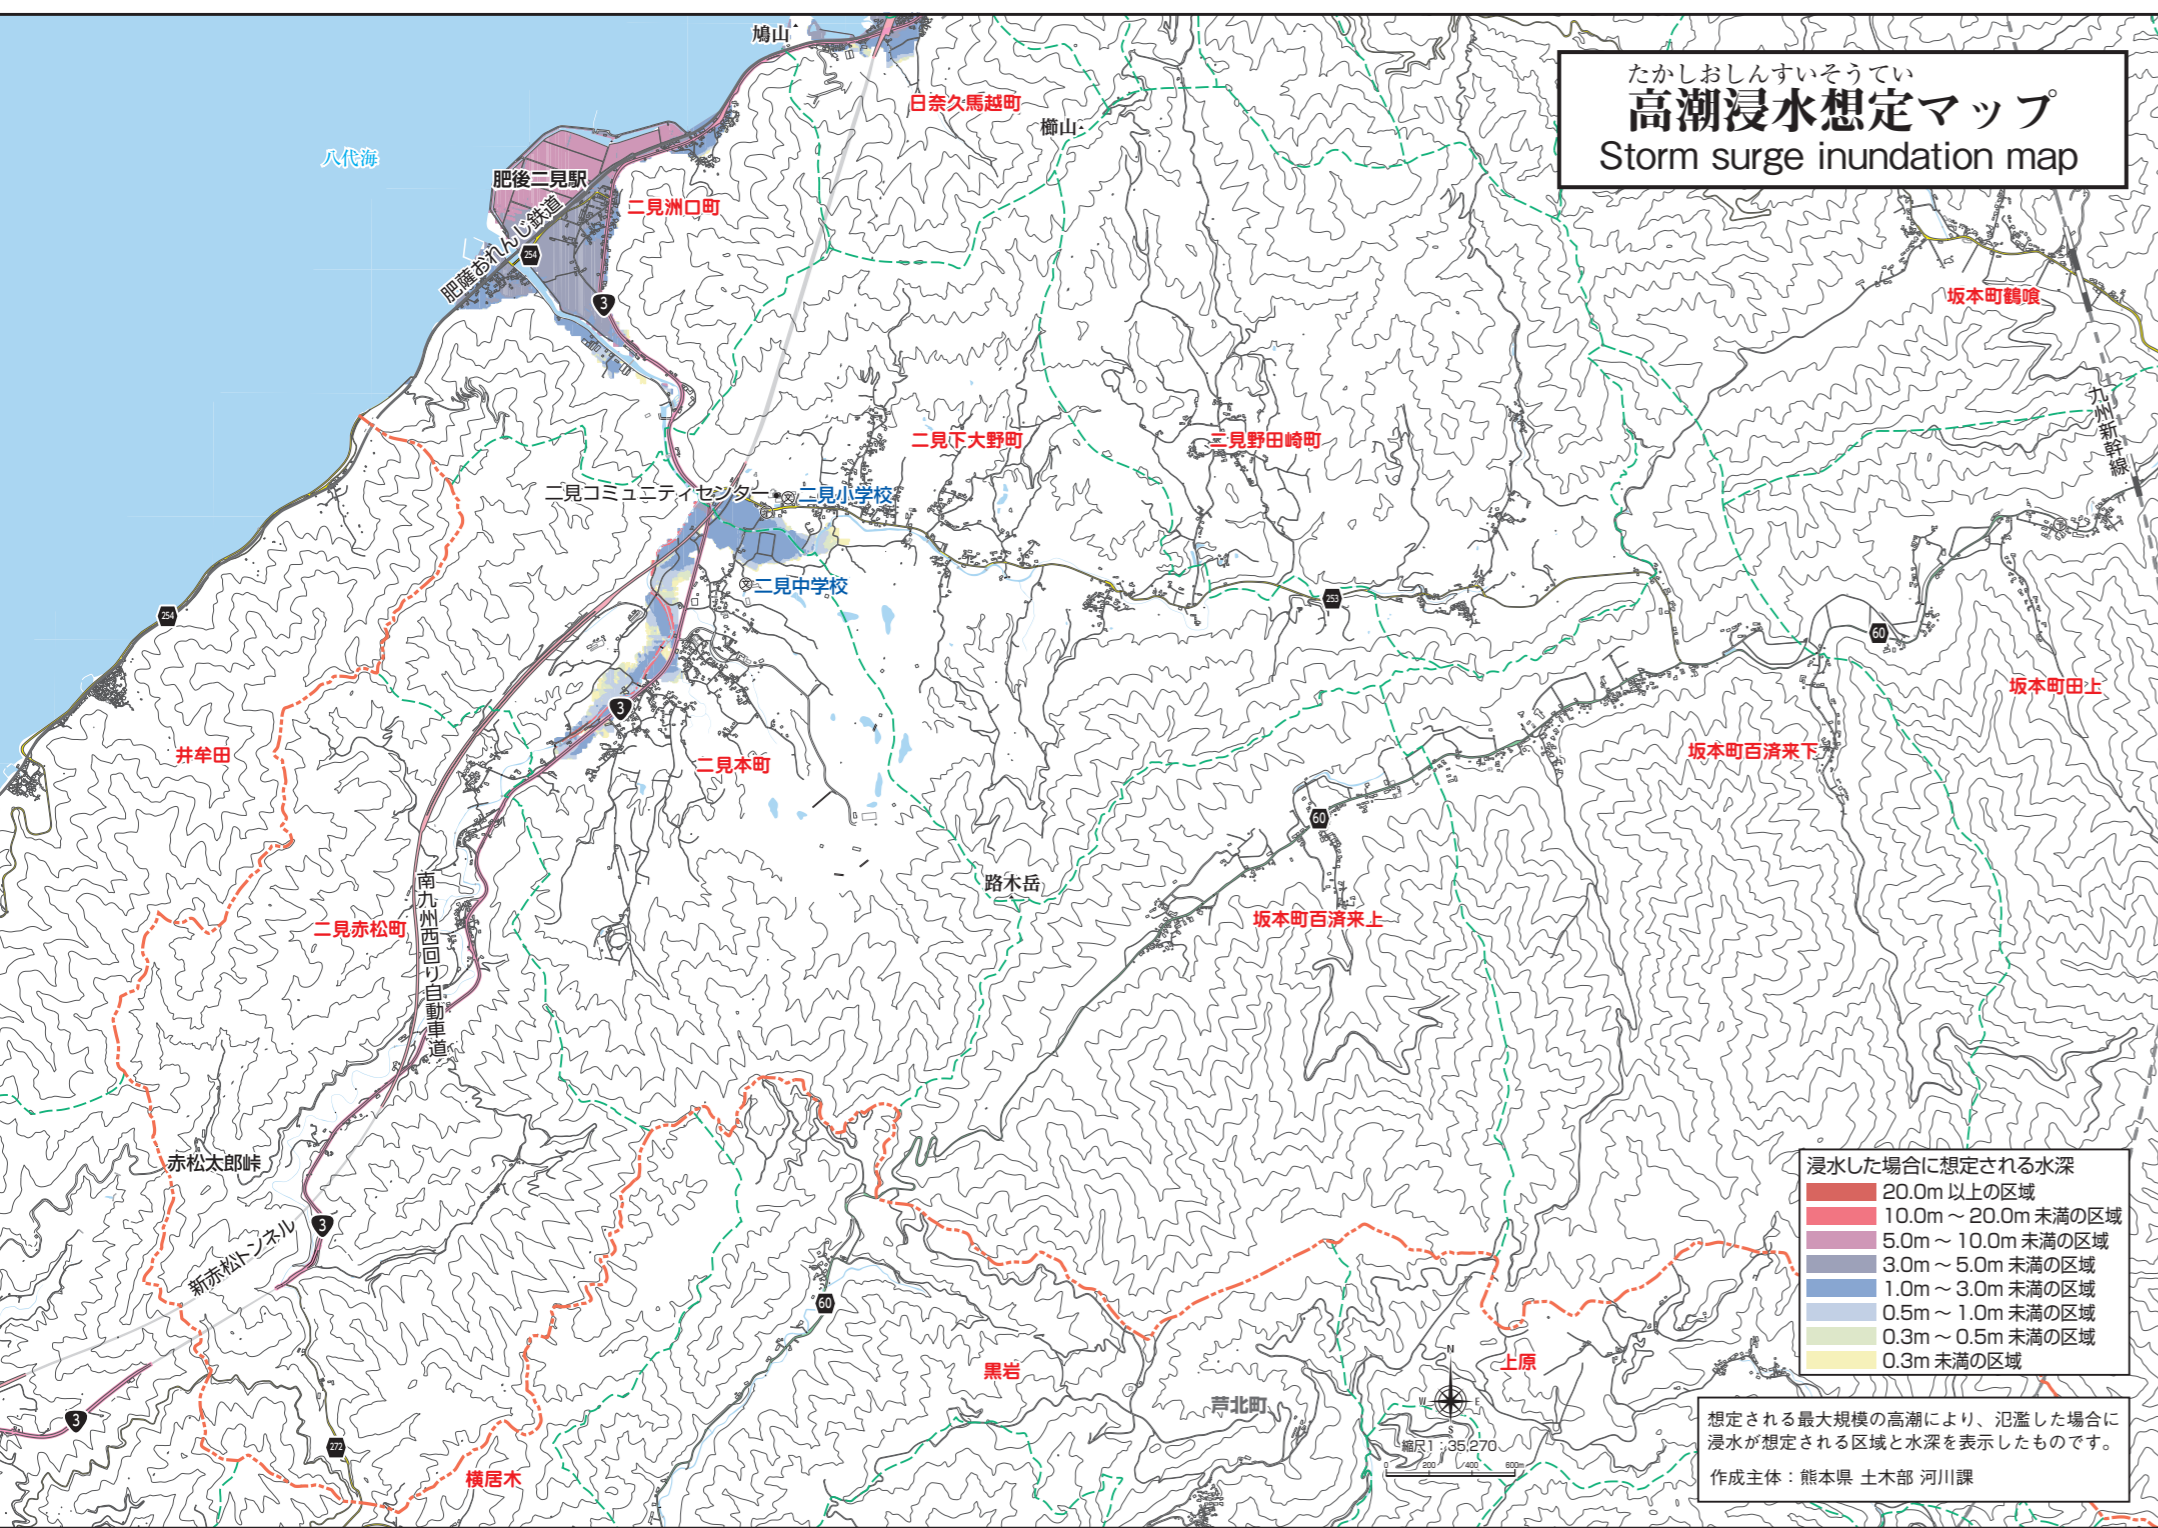 たかしおしんすいそうてい
高潮浸水想定マップ
Storm surge inundation map
鳩山
日奈久馬越町
櫛山
八代海
肥後二見駅
二見洲口町
肥薩おれんじ鉄道
254
3
坂本町鶴喰
九州新幹線
二見下大野町
二見野田崎町
二見コミュニティセンター
二見小学校
二見中学校
254
253
60
坂本町田上
3
井牟田
二見本町
坂本町百済来下
60
路木岳
坂本町百済来上
二見赤松町
南九州西回り自動車道
赤松太郎峠
3
新赤松トンネル
60
3
272
横居木
黒岩
芦北町
上原
N
W
E
S
縮尺1：35,270
0 200 400 600m
浸水した場合に想定される水深
20.0m 以上の区域
10.0m ～ 20.0m 未満の区域
5.0m ～ 10.0m 未満の区域
3.0m ～ 5.0m 未満の区域
1.0m ～ 3.0m 未満の区域
0.5m ～ 1.0m 未満の区域
0.3m ～ 0.5m 未満の区域
0.3m 未満の区域
想定される最大規模の高潮により、氾濫した場合に
浸水が想定される区域と水深を表示したものです。
作成主体：熊本県 土木部 河川課